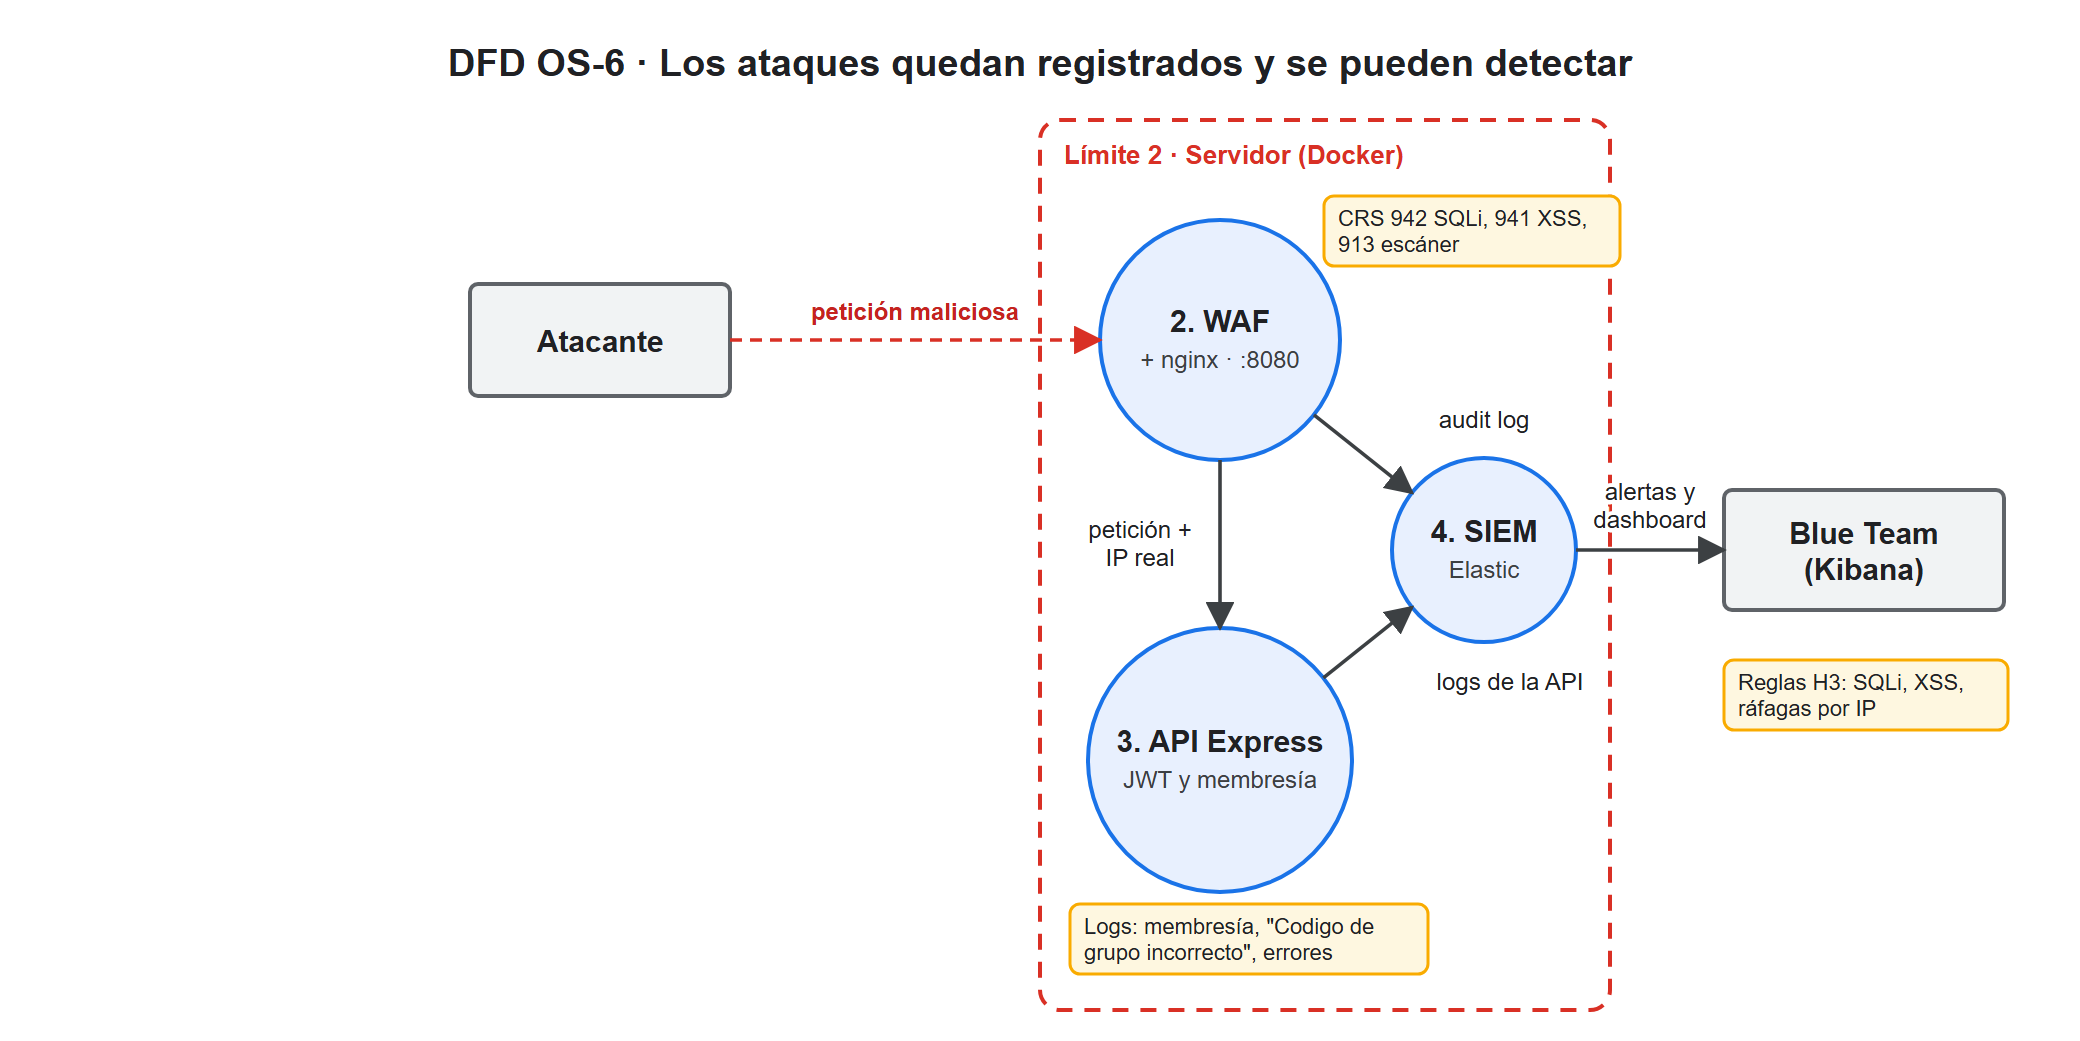 DFD OS-6 · Los ataques quedan registrados y se pueden detectar
Límite 2 · Servidor (Docker)
CRS 942 SQLi, 941 XSS,
913 escáner
Atacante
petición maliciosa
2. WAF
+ nginx · :8080
audit log
petición +
IP real
4. SIEM
Elastic
alertas y
dashboard
Blue Team
(Kibana)
logs de la API
Reglas H3: SQLi, XSS,
ráfagas por IP
3. API Express
JWT y membresía
Logs: membresía, "Codigo de
grupo incorrecto", errores